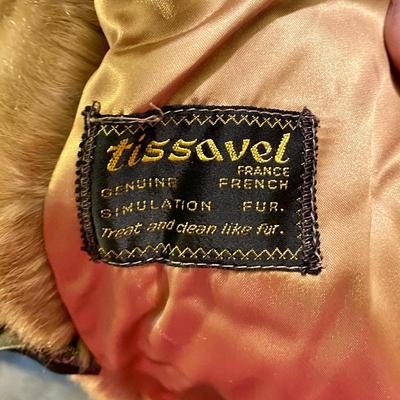 tissavel
FRANCE
GENUINE FRENCH
SIMULATION FUR.
Treat and clean like fur.